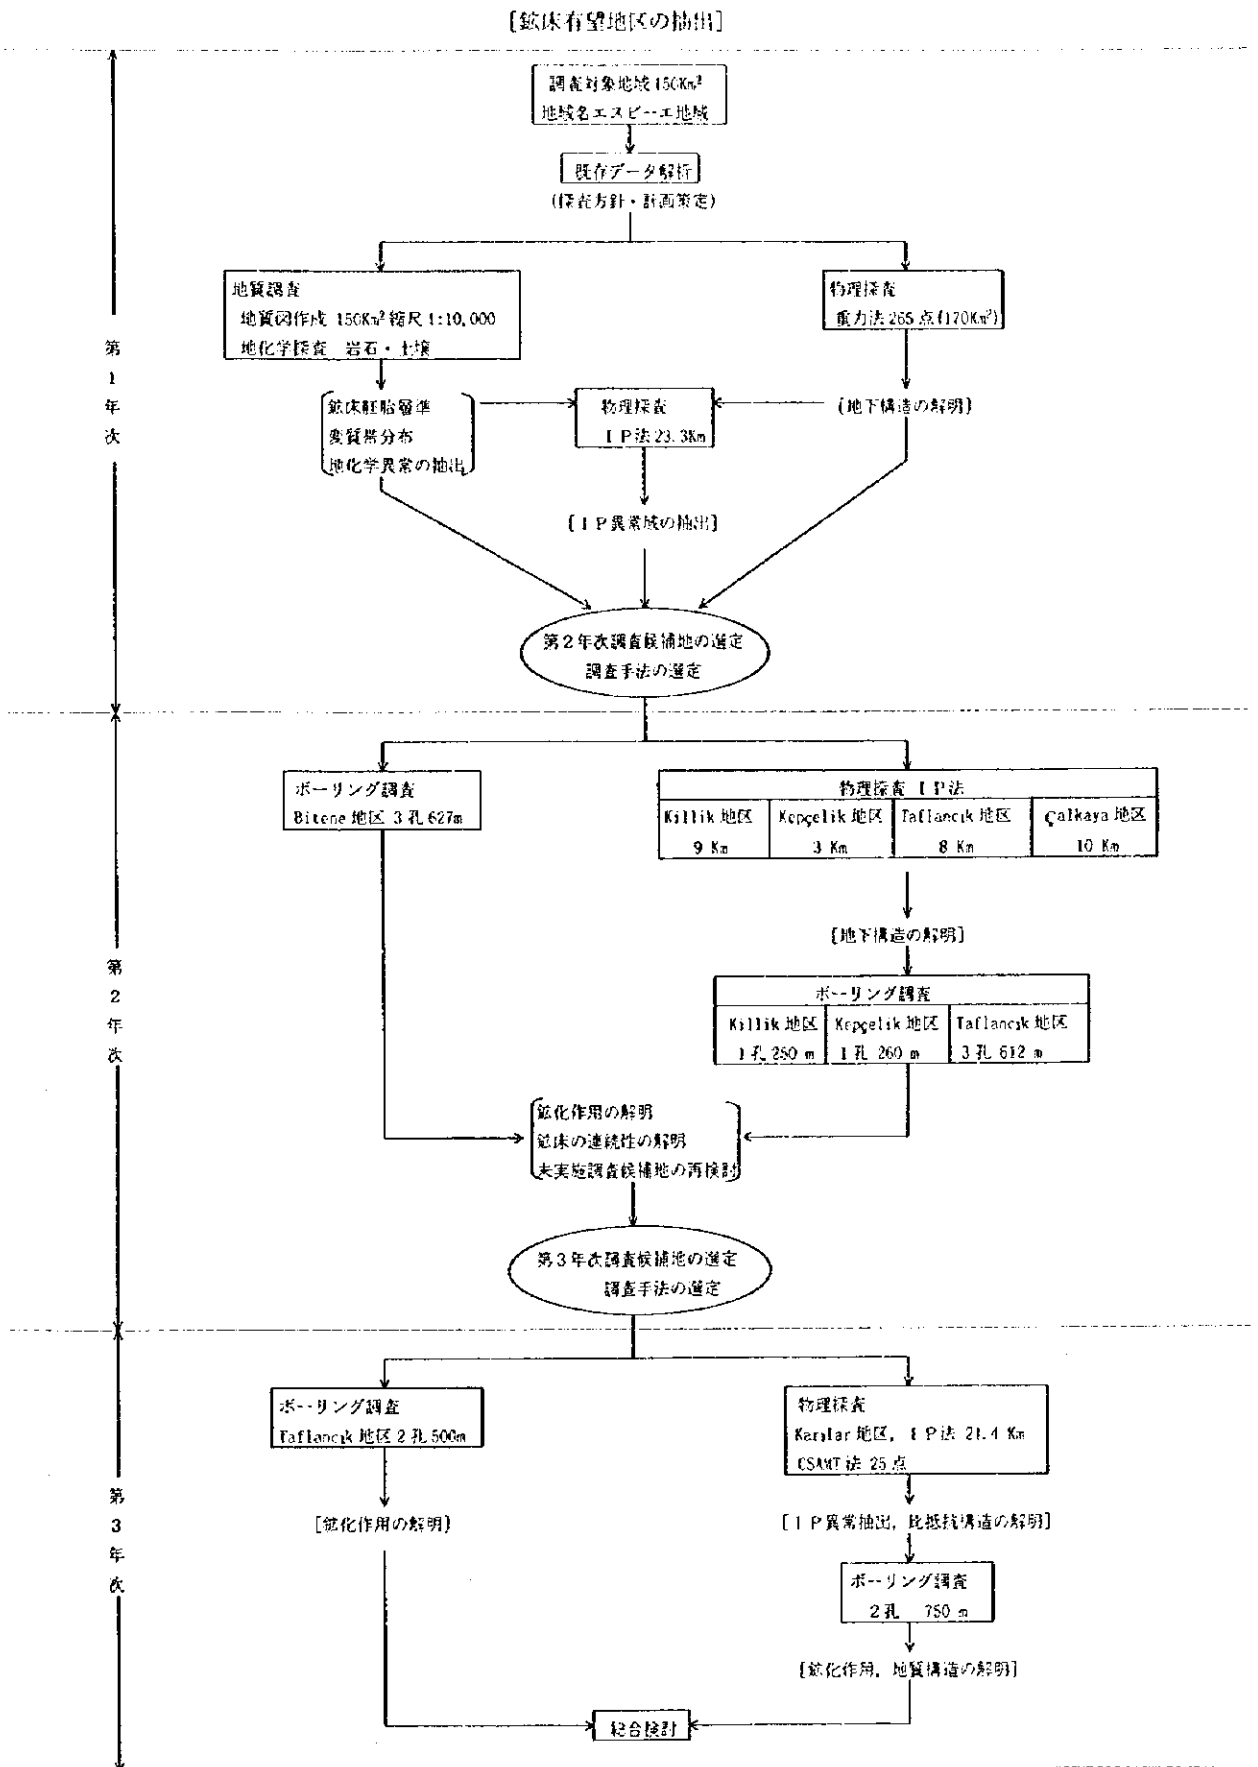 [鉱床有望地区の抽出]
調査対象地域 150Km²
地域名エスピーエ地域
既存データ解析
(探査方針・計画策定)
地質調査
地質図作成 150Km² 縮尺 1:10,000
地化学探査 岩石・土壌
物理探査
重力法 265 点 (170Km²)
第1年次
鉱床胚胎層準
変質帯分布
地化学異常の抽出
物理探査
IP法 23.3Km
[地下構造の解明]
[IP異常域の抽出]
第2年次調査候補地の選定
調査手法の選定
ボーリング調査
Bitene 地区 3孔 627m
物理探査 IP法
Killik 地区 Kepçelik 地区 Taflancık 地区 Çalkaya 地区
9 Km 3 Km 8 Km 10 Km
[地下構造の解明]
第2年次
ボーリング調査
Killik 地区 Kepçelik 地区 Taflancık 地区
1孔 250 m 1孔 260 m 3孔 612 m
鉱化作用の解明
鉱床の連続性の解明
未実施調査候補地の再検討
第3年次調査候補地の選定
調査手法の選定
ボーリング調査
Taflancık 地区 2孔 500m
物理探査
Karılar 地区, IP法 21.4 Km
CSAMT 法 25点
第3年次
[鉱化作用の解明]
[IP異常抽出, 比抵抗構造の解明]
ボーリング調査
2孔 750 m
[鉱化作用, 地質構造の解明]
総合検討